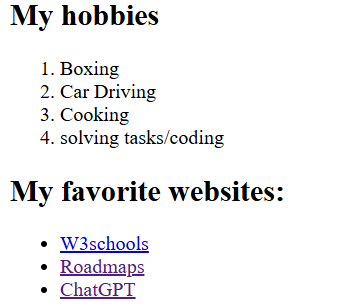 My hobbies
1. Boxing
2. Car Driving
3. Cooking
4. solving tasks/coding
My favorite websites:
• W3schools
• Roadmaps
• ChatGPT